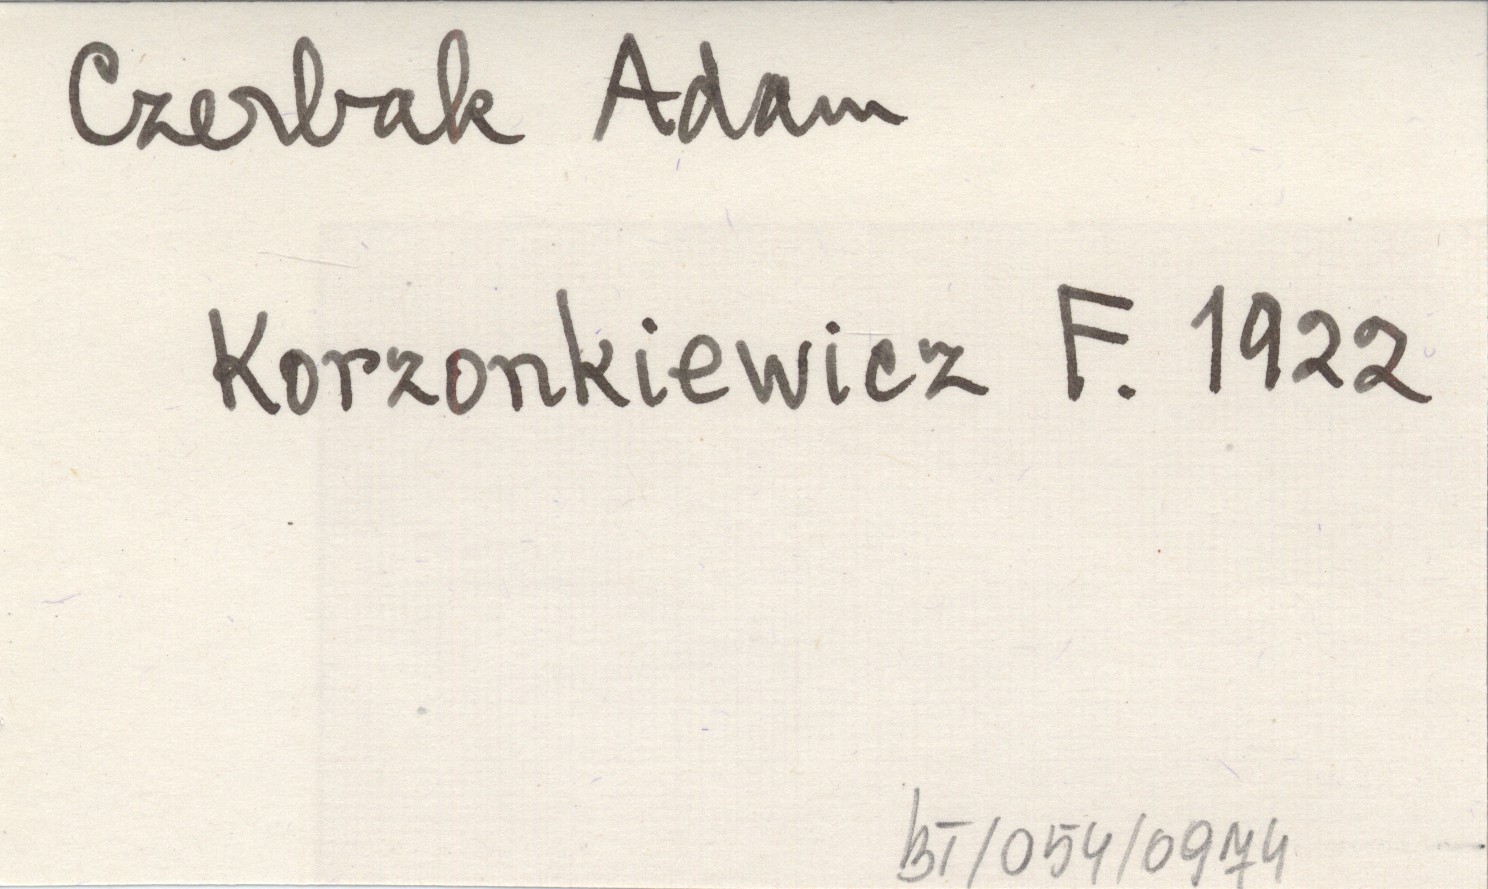 Czerbak Adam
Korzonkiewicz F. 1922
BT/054/0974